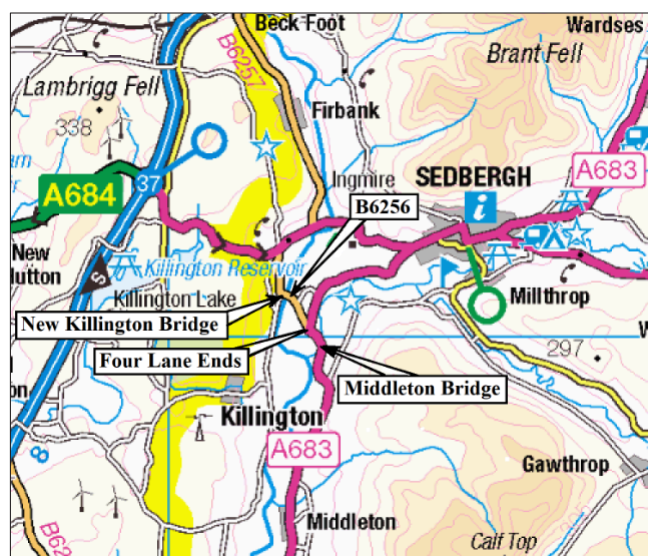 Beck Foot
Wardses
Brant Fell
B6257
Lambrigg Fell
Firbank
338
A683
A684
37
Ingmire
SEDBERGH
i
B6256
New
Hutton
S
Killington Reservoir
Killington Lake
Millthrop
New Killington Bridge
Four Lane Ends
297
Middleton Bridge
Killington
A683
8
Gawthrop
Middleton
Calf Top